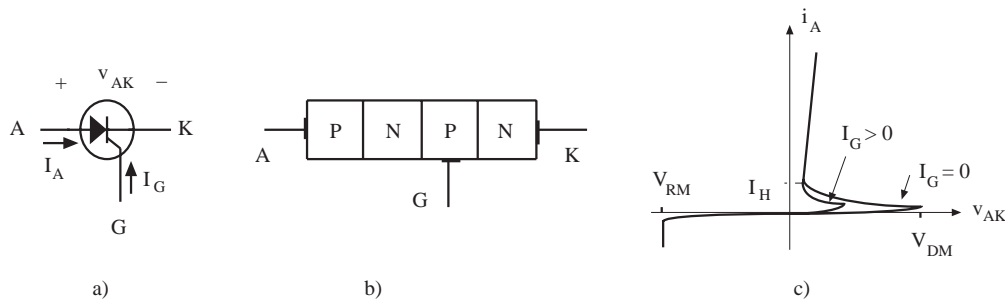 + v_AK −
A K
I_A I_G
G
a)
P N P N
A K
G
b)
i_A
I_G > 0
I_G = 0
V_RM I_H
v_AK
V_DM
c)